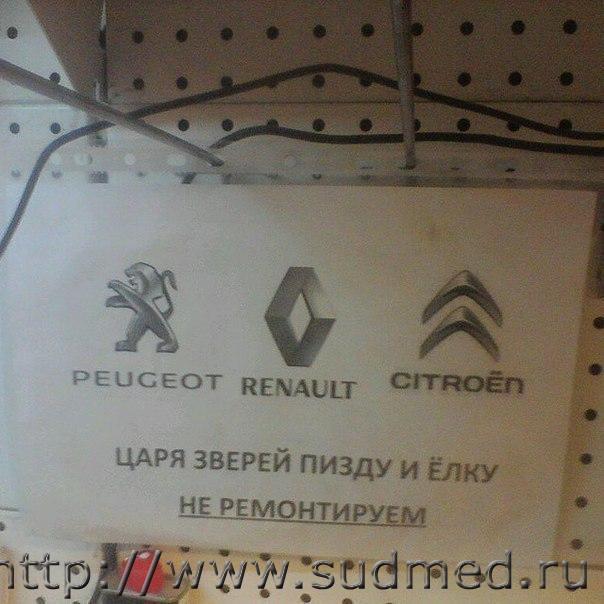 PEUGEOT RENAULT CITROËN
ЦАРЯ ЗВЕРЕЙ ПИЗДУ И ЁЛКУ
НЕ РЕМОНТИРУЕМ
http://www.sudmed.ru